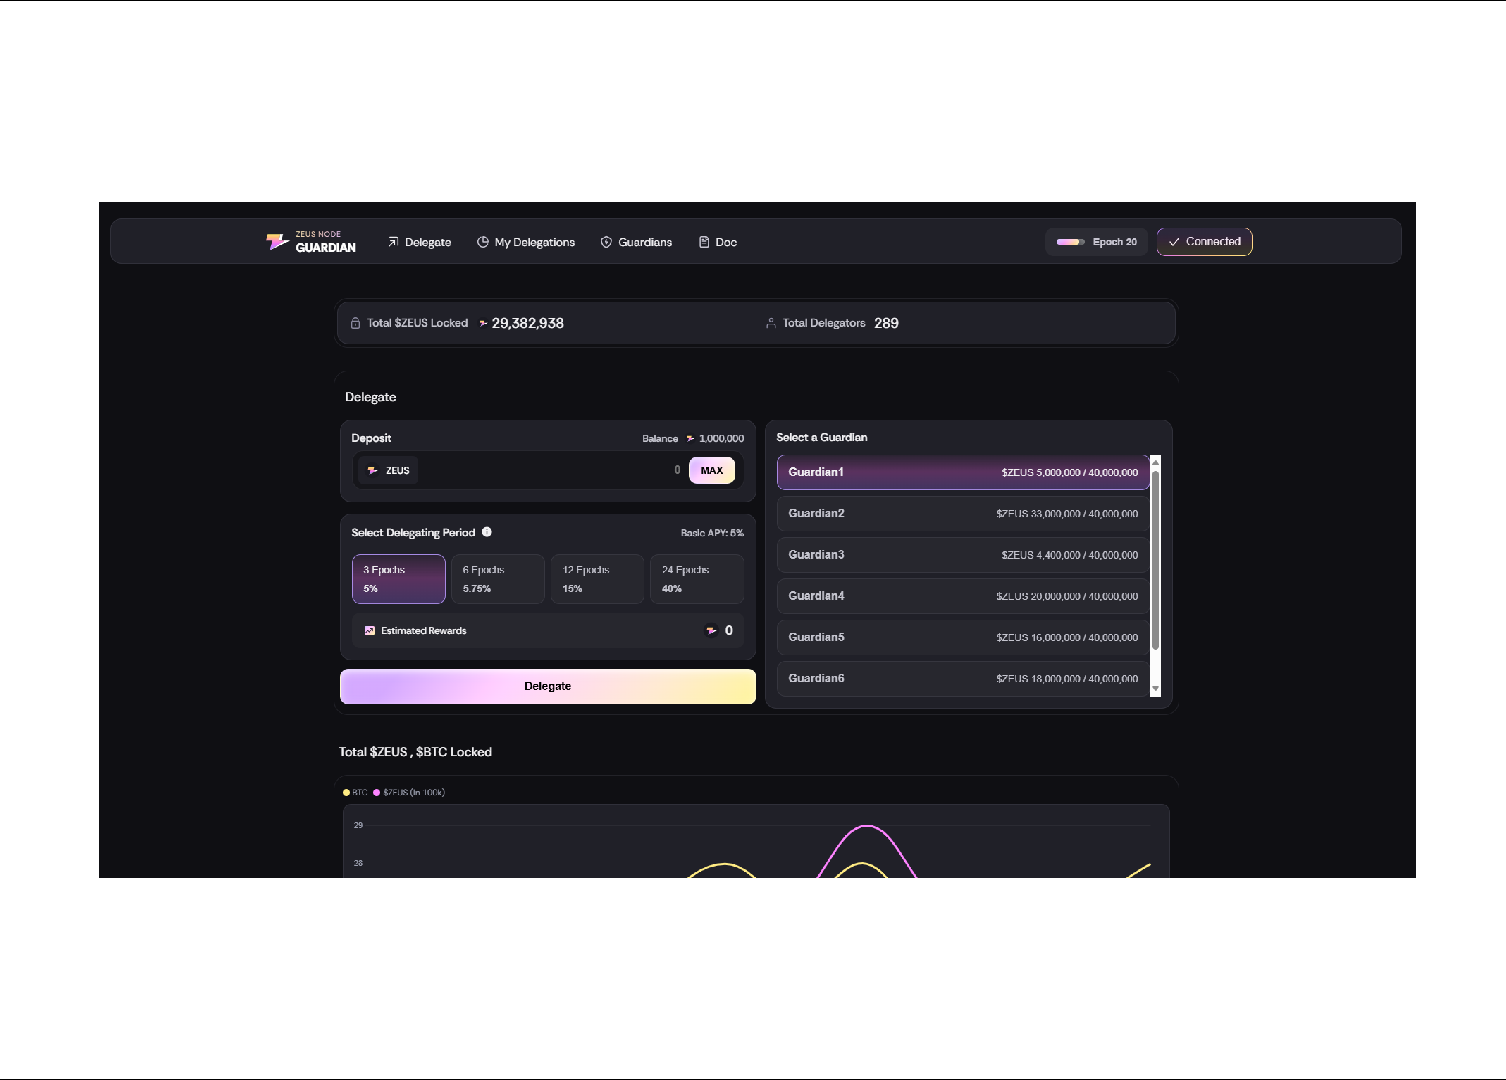 ZEUS NODE
GUARDIAN
Delegate
My Delegations
Guardians
Doc
Epoch 20
Connected
Total $ZEUS Locked 29,382,938
Total Delegators 289
Delegate
Deposit
Balance 1,000,000
ZEUS
0
MAX
Select Delegating Period
Basic APY: 5%
3 Epochs
5%
6 Epochs
5.75%
12 Epochs
15%
24 Epochs
40%
Estimated Rewards
0
Delegate
Select a Guardian
Guardian1 $ZEUS 5,000,000 / 40,000,000
Guardian2 $ZEUS 33,000,000 / 40,000,000
Guardian3 $ZEUS 4,400,000 / 40,000,000
Guardian4 $ZEUS 20,000,000 / 40,000,000
Guardian5 $ZEUS 16,000,000 / 40,000,000
Guardian6 $ZEUS 18,000,000 / 40,000,000
Total $ZEUS , $BTC Locked
BTC $ZEUS (in 100k)
29
28